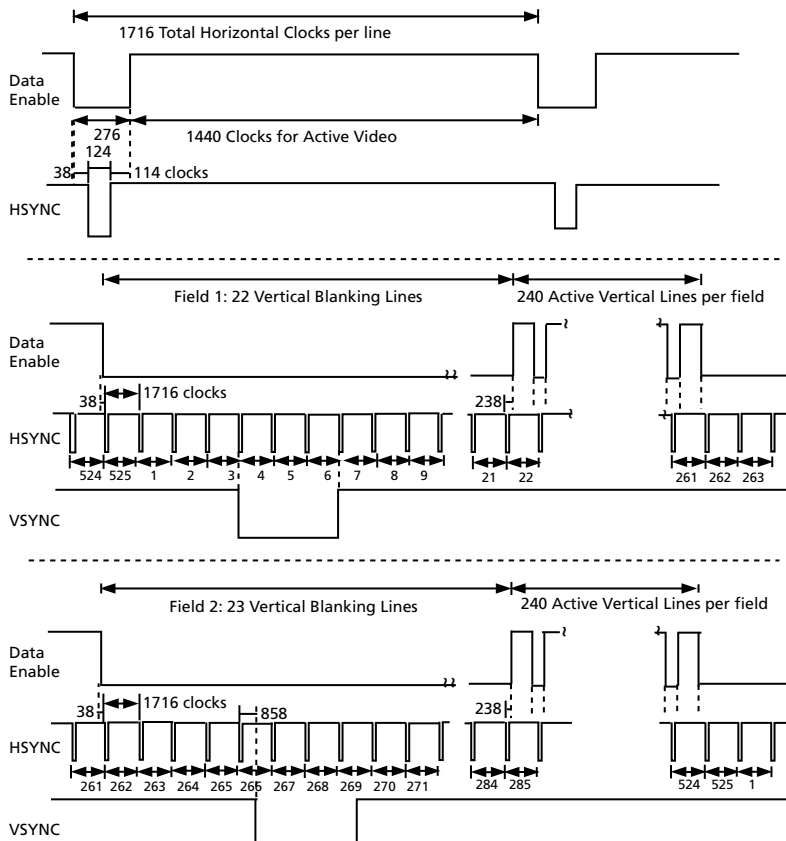 1716 Total Horizontal Clocks per line
Data
Enable
276
1440 Clocks for Active Video
124
38
114 clocks
HSYNC
Field 1: 22 Vertical Blanking Lines
240 Active Vertical Lines per field
Data
Enable
1716 clocks
38
238
HSYNC
524 525 1 2 3 4 5 6 7 8 9 21 22 261 262 263
VSYNC
Field 2: 23 Vertical Blanking Lines
240 Active Vertical Lines per field
Data
Enable
1716 clocks
38
858
238
HSYNC
261 262 263 264 265 266 267 268 269 270 271 284 285 524 525 1
VSYNC